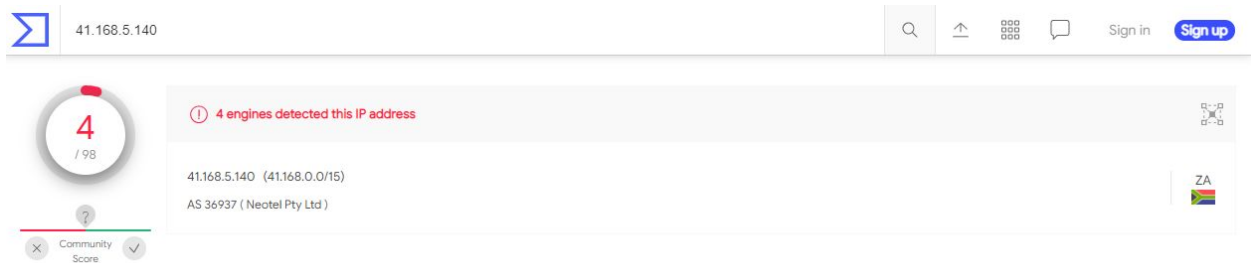 41.168.5.140
Sign in
Sign up
4
/ 98
4 engines detected this IP address
41.168.5.140 (41.168.0.0/15)
AS 36937 ( Neotel Pty Ltd )
ZA
?
Community
Score